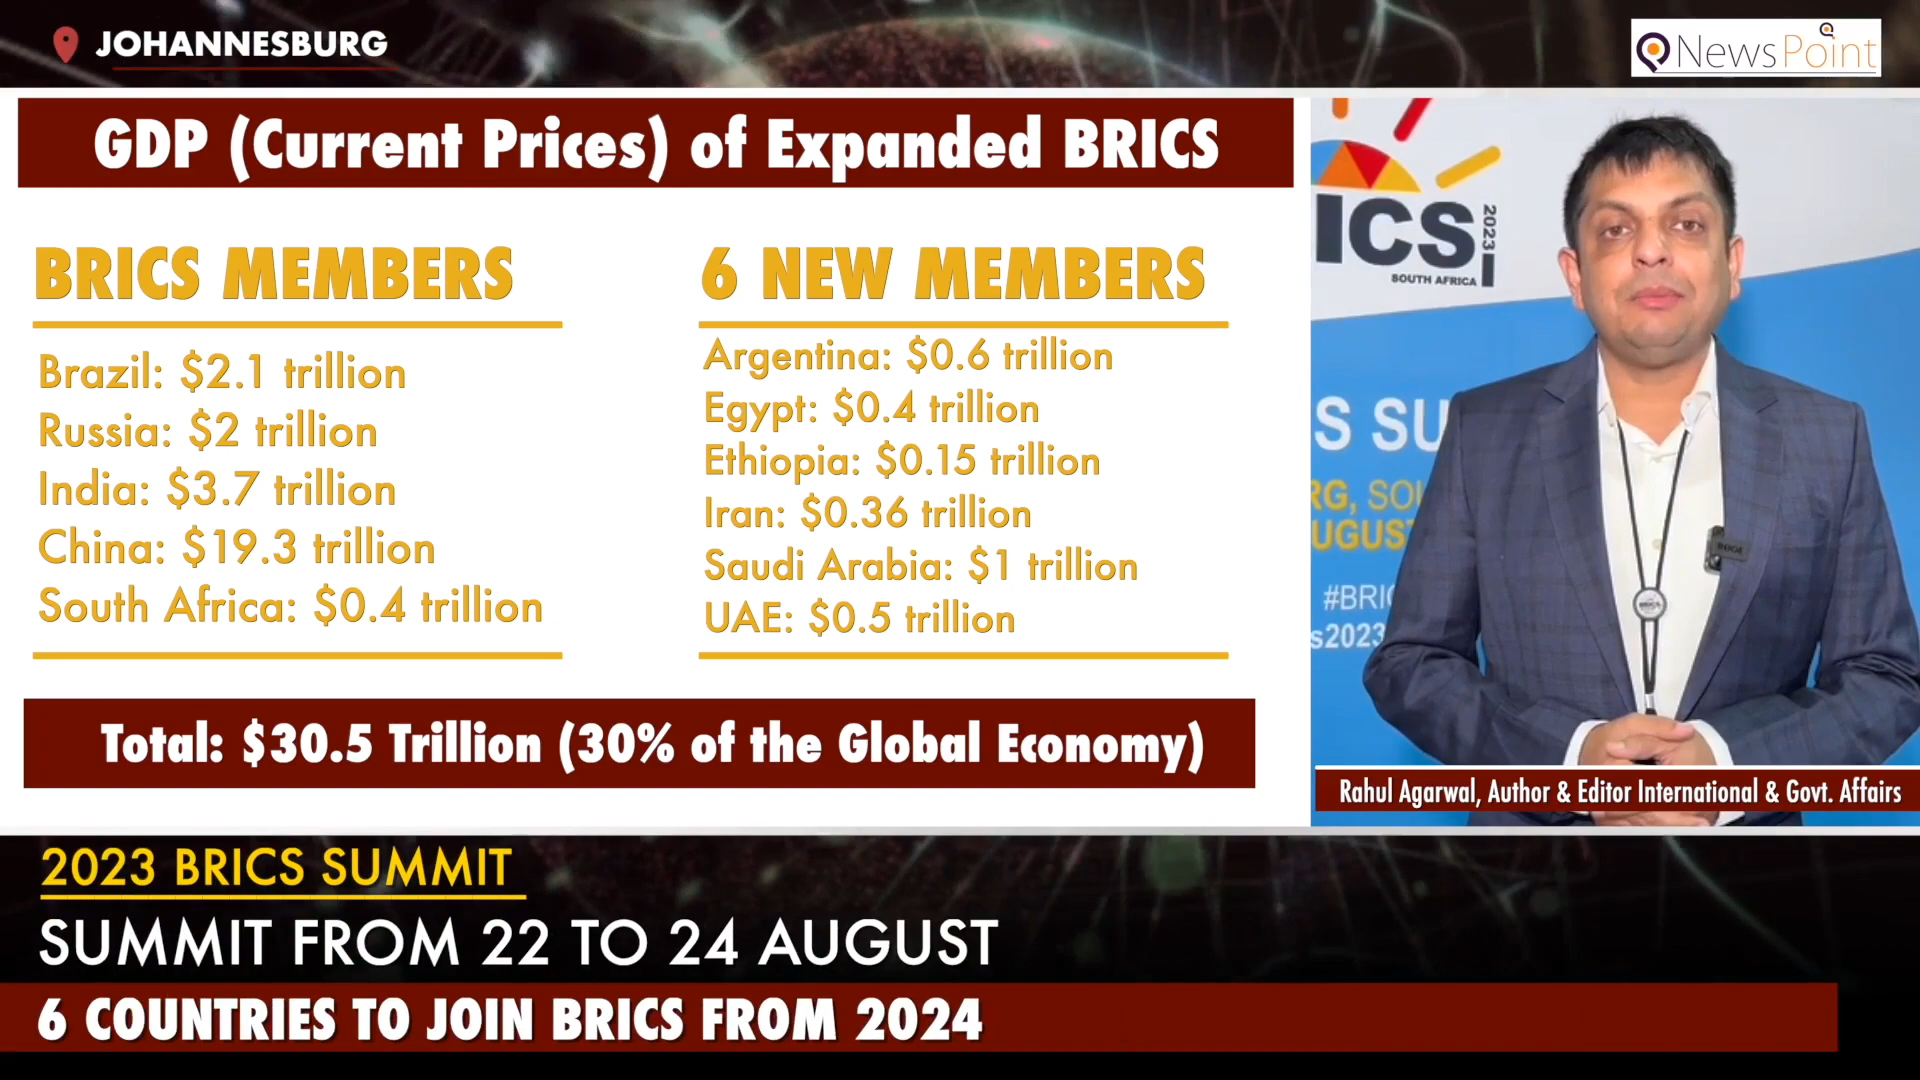 JOHANNESBURG
NewsPoint
GDP (Current Prices) of Expanded BRICS
BRICS MEMBERS
Brazil: $2.1 trillion
Russia: $2 trillion
India: $3.7 trillion
China: $19.3 trillion
South Africa: $0.4 trillion
6 NEW MEMBERS
Argentina: $0.6 trillion
Egypt: $0.4 trillion
Ethiopia: $0.15 trillion
Iran: $0.36 trillion
Saudi Arabia: $1 trillion
UAE: $0.5 trillion
Total: $30.5 Trillion (30% of the Global Economy)
ICS
2023
SOUTH AFRICA
S SU
RG, SOU
UGUST
#BRIC
s2023
RODE
Rahul Agarwal, Author & Editor International & Govt. Affairs
2023 BRICS SUMMIT
SUMMIT FROM 22 TO 24 AUGUST
6 COUNTRIES TO JOIN BRICS FROM 2024